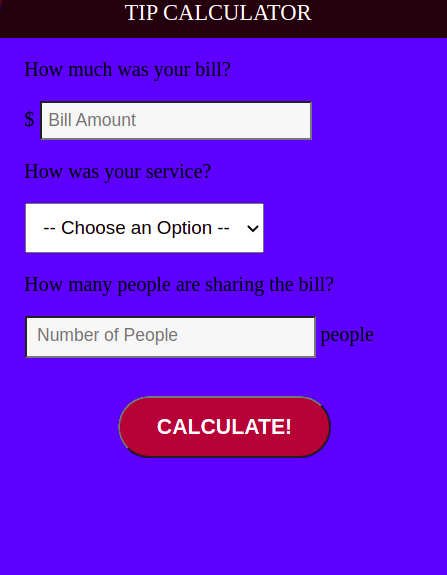 TIP CALCULATOR
How much was your bill?
$ Bill Amount
How was your service?
-- Choose an Option --
How many people are sharing the bill?
Number of People people
CALCULATE!